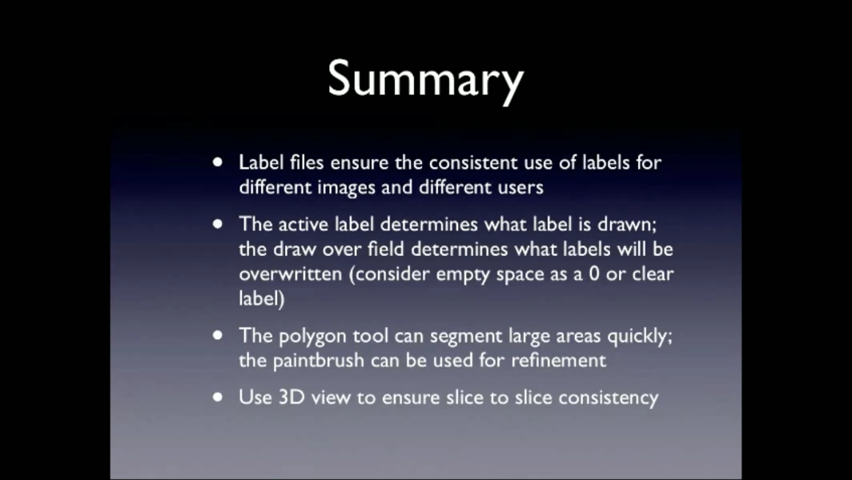 Summary
• Label files ensure the consistent use of labels for
different images and different users
• The active label determines what label is drawn;
the draw over field determines what labels will be
overwritten (consider empty space as a 0 or clear
label)
• The polygon tool can segment large areas quickly;
the paintbrush can be used for refinement
• Use 3D view to ensure slice to slice consistency